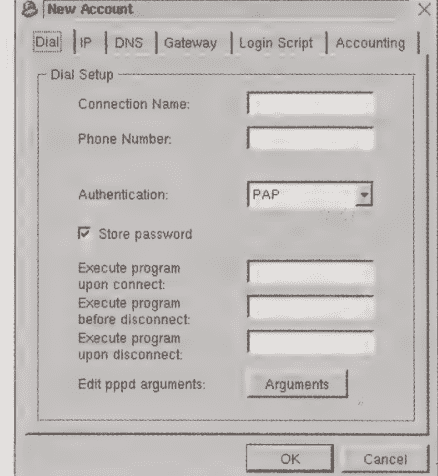 New Account
Dial IP DNS Gateway Login Script Accounting
Dial Setup
Connection Name:
Phone Number:
Authentication: PAP
Store password
Execute program
upon connect:
Execute program
before disconnect:
Execute program
upon disconnect:
Edit pppd arguments: Arguments
OK Cancel